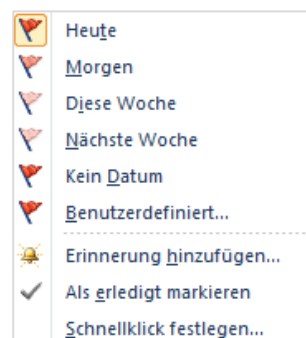 Heute
Morgen
Diese Woche
Nächste Woche
Kein Datum
Benutzerdefiniert...
Erinnerung hinzufügen...
Als erledigt markieren
Schnellklick festlegen...